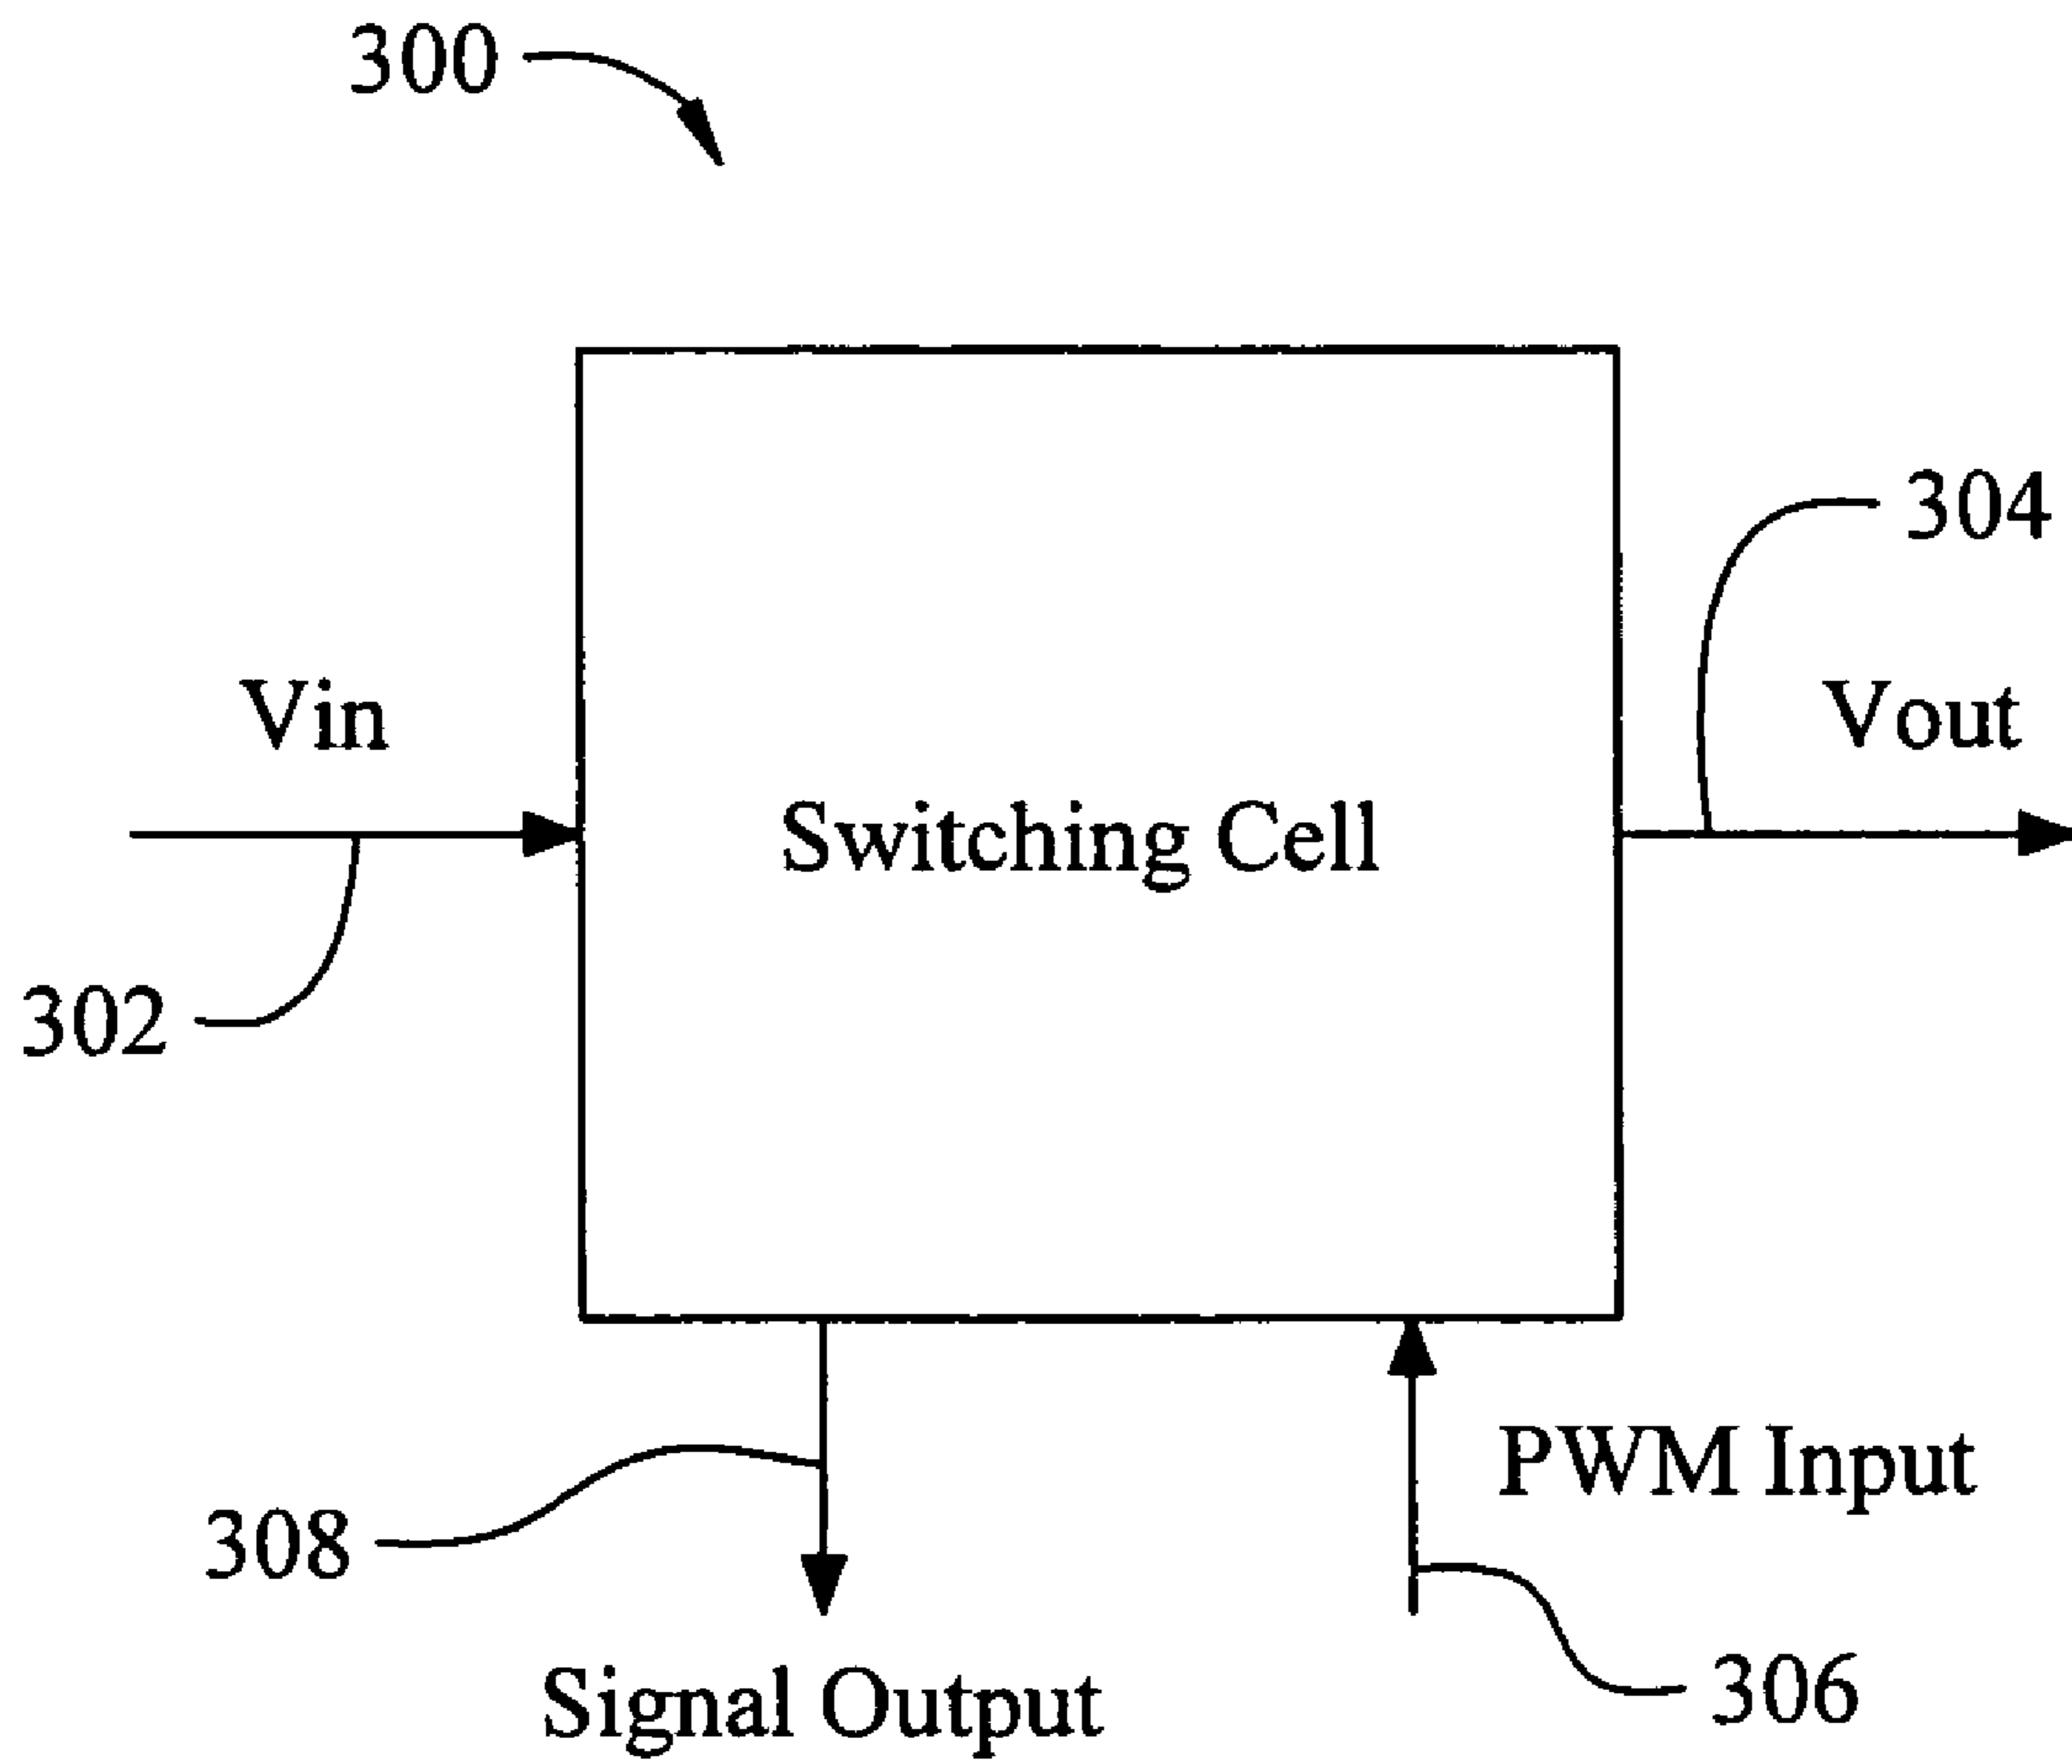 300
304
Vin
Vout
Switching Cell
302
PWM Input
308
306
Signal Output